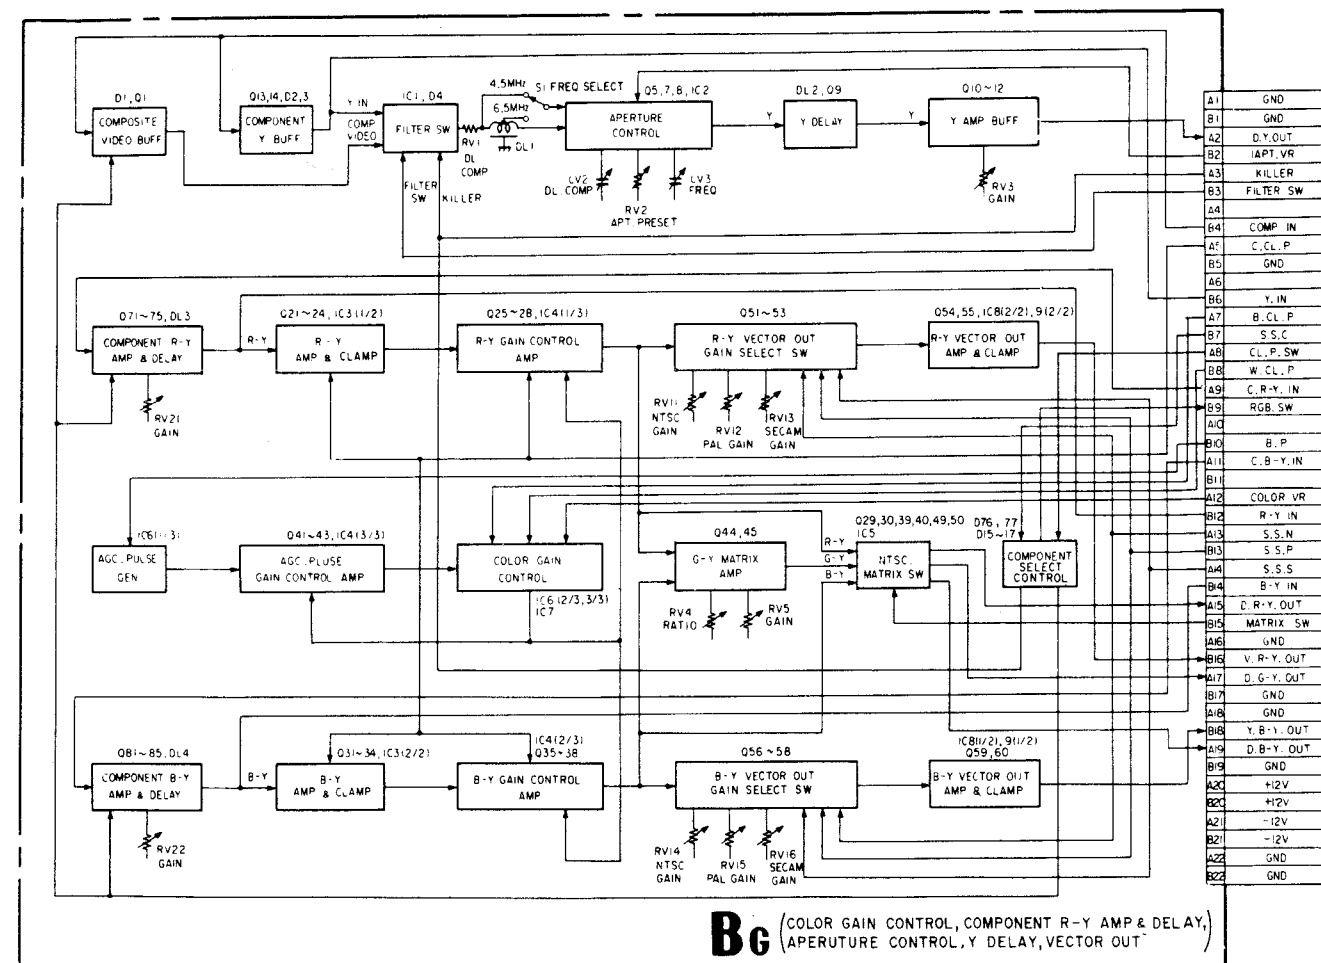 D1, Q1
COMPOSITE
VIDEO BUFF
Q13, 14, D2, 3
COMPONENT
Y BUFF
Y IN
COMP
VIDEO
IC1, D4
FILTER SW
FILTER
SW
KILLER
RV1
DL
COMP
4.5MHz
6.5MHz
S1 FREQ SELECT
DL1
Q5, 7, 8, IC2
APERTURE
CONTROL
LV2
DL. COMP
RV2
APT. PRESET
LV3
FREQ
Y
DL2, Q9
Y DELAY
Y
Q10~12
Y AMP BUFF
RV3
GAIN
Q71~75, DL3
COMPONENT R-Y
AMP & DELAY
RV21
GAIN
R-Y
Q21~24, IC3(1/2)
R-Y
AMP & CLAMP
Q25~28, IC4(1/3)
R-Y GAIN CONTROL
AMP
Q51~53
R-Y VECTOR OUT
GAIN SELECT SW
RV11
NTSC
GAIN
RV12
PAL GAIN
RV13
SECAM
GAIN
Q54, 55, IC8(2/2), 9(2/2)
R-Y VECTOR OUT
AMP & CLAMP
IC6(1/3)
AGC. PULSE
GEN
Q41~43, IC4(3/3)
AGC. PLUSE
GAIN CONTROL AMP
COLOR GAIN
CONTROL
IC6 (2/3, 3/3)
IC7
Q44, 45
G-Y MATRIX
AMP
RV4
RATIO
RV5
GAIN
R-Y
G-Y
B-Y
Q29, 30, 39, 40, 49, 50
IC5
NTSC.
MATRIX SW
D76, 77
D15~17
COMPONENT
SELECT
CONTROL
Q81~85, DL4
COMPONENT B-Y
AMP & DELAY
RV22
GAIN
B-Y
Q31~34, IC3(2/2)
B-Y
AMP & CLAMP
IC4(2/3)
Q35~38
B-Y GAIN CONTROL
AMP
Q56~58
B-Y VECTOR OUT
GAIN SELECT SW
RV14
NTSC
GAIN
RV15
PAL GAIN
RV16
SECAM
GAIN
IC8(1/2), 9(1/2)
Q59, 60
B-Y VECTOR OUT
AMP & CLAMP
A1 GND
B1 GND
A2 D.Y.OUT
B2 IAPT.VR
A3 KILLER
B3 FILTER SW
A4
B4 COMP IN
A5 C.CL.P
B5 GND
A6
B6 Y.IN
A7 B.CL.P
B7 S.S.C
A8 CL.P.SW
B8 W.CL.P
A9 C.R-Y.IN
B9 RGB.SW
A10
B10 B.P
A11 C.B-Y.IN
B11
A12 COLOR VR
B12 R-Y IN
A13 S.S.N
B13 S.S.P
A14 S.S.S
B14 B-Y IN
A15 D.R-Y.OUT
B15 MATRIX SW
A16 GND
B16 V.R-Y.OUT
A17 D.G-Y.OUT
B17 GND
A18 GND
B18 Y.B-Y.OUT
A19 D.B-Y.OUT
B19 GND
A20 +12V
B20 +12V
A21 -12V
B21 -12V
A22 GND
B22 GND
BG (COLOR GAIN CONTROL, COMPONENT R-Y AMP & DELAY,
APERUTURE CONTROL, Y DELAY, VECTOR OUT)